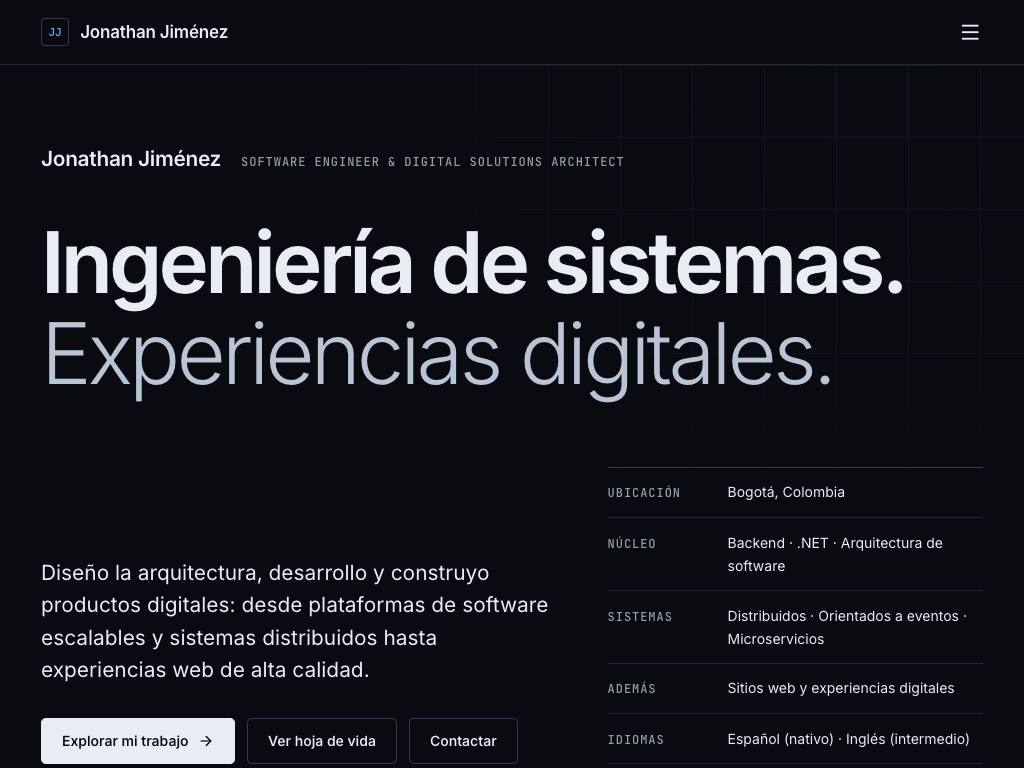 JJ Jonathan Jiménez
Jonathan Jiménez SOFTWARE ENGINEER & DIGITAL SOLUTIONS ARCHITECT
Ingeniería de sistemas.
Experiencias digitales.
Diseño la arquitectura, desarrollo y construyo
productos digitales: desde plataformas de software
escalables y sistemas distribuidos hasta
experiencias web de alta calidad.
Explorar mi trabajo → Ver hoja de vida Contactar
UBICACIÓN Bogotá, Colombia
NÚCLEO Backend · .NET · Arquitectura de
software
SISTEMAS Distribuidos · Orientados a eventos ·
Microservicios
ADEMÁS Sitios web y experiencias digitales
IDIOMAS Español (nativo) · Inglés (intermedio)